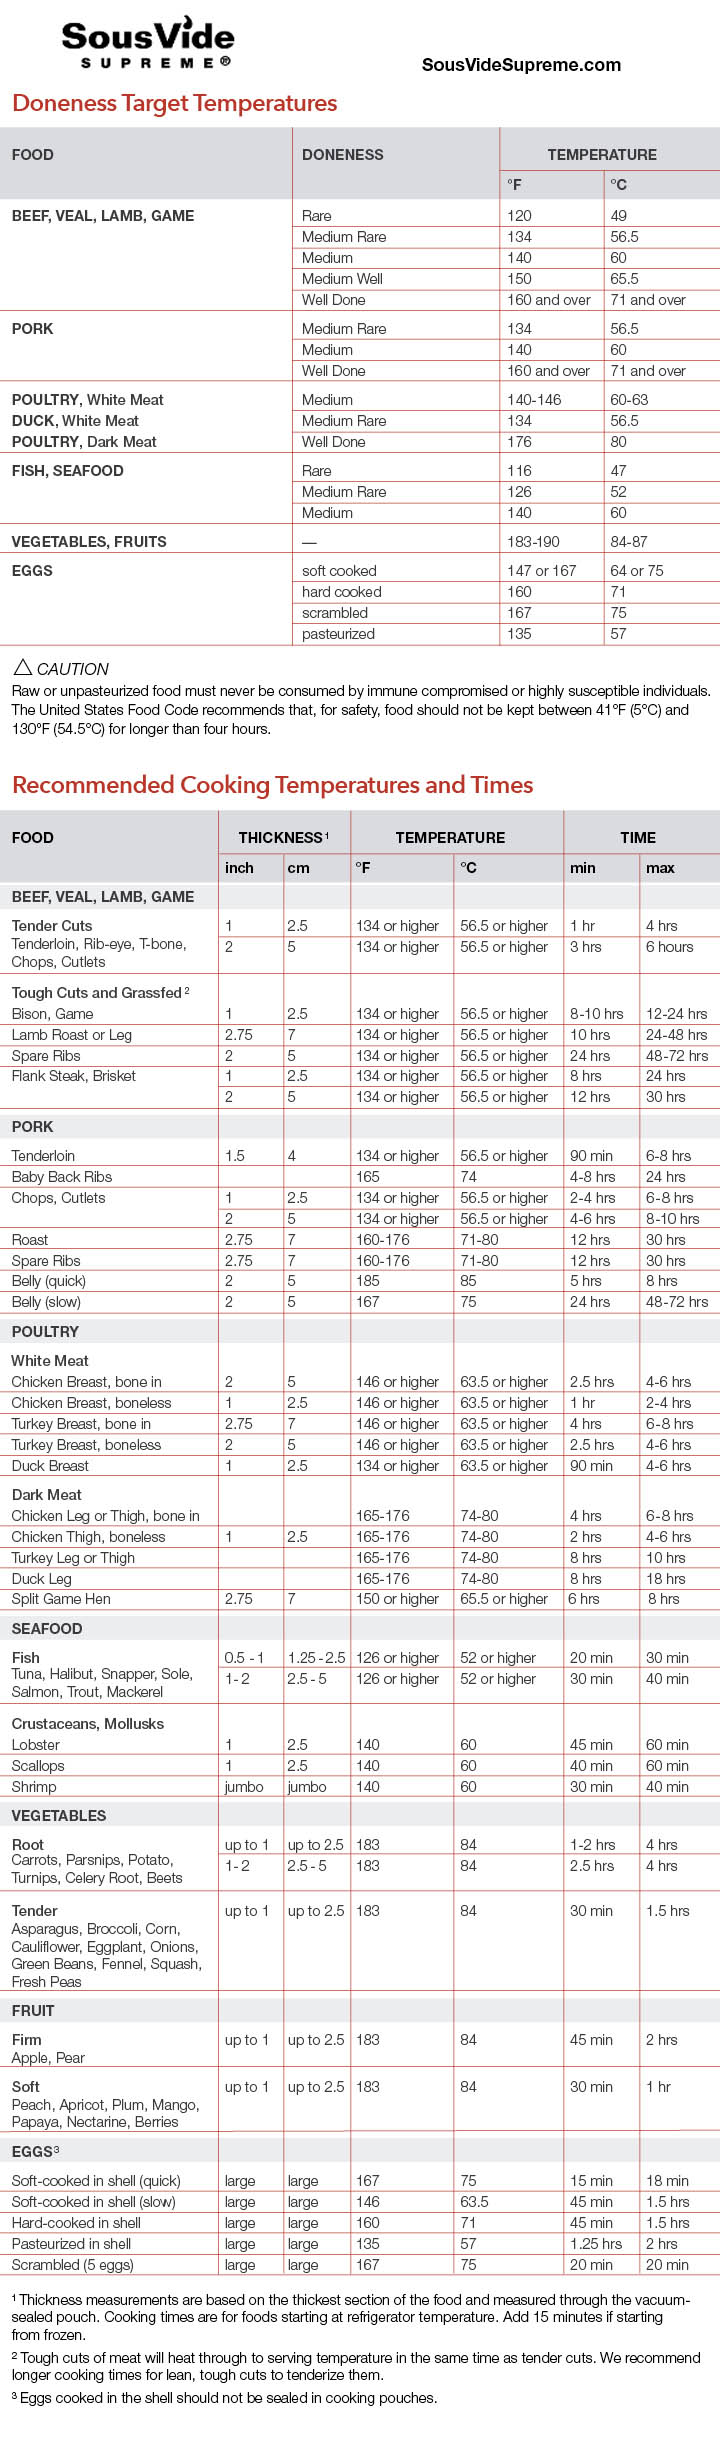 SousVide
SUPREME®
SousVideSupreme.com
Doneness Target Temperatures
FOOD DONENESS TEMPERATURE
°F °C
BEEF, VEAL, LAMB, GAME Rare 120 49
Medium Rare 134 56.5
Medium 140 60
Medium Well 150 65.5
Well Done 160 and over 71 and over
PORK Medium Rare 134 56.5
Medium 140 60
Well Done 160 and over 71 and over
POULTRY, White Meat Medium 140-146 60-63
DUCK, White Meat Medium Rare 134 56.5
POULTRY, Dark Meat Well Done 176 80
FISH, SEAFOOD Rare 116 47
Medium Rare 126 52
Medium 140 60
VEGETABLES, FRUITS — 183-190 84-87
EGGS soft cooked 147 or 167 64 or 75
hard cooked 160 71
scrambled 167 75
pasteurized 135 57
⚠ CAUTION
Raw or unpasteurized food must never be consumed by immune compromised or highly susceptible individuals.
The United States Food Code recommends that, for safety, food should not be kept between 41°F (5°C) and
130°F (54.5°C) for longer than four hours.
Recommended Cooking Temperatures and Times
FOOD THICKNESS¹ TEMPERATURE TIME
inch cm °F °C min max
BEEF, VEAL, LAMB, GAME
Tender Cuts 1 2.5 134 or higher 56.5 or higher 1 hr 4 hrs
Tenderloin, Rib-eye, T-bone, 2 5 134 or higher 56.5 or higher 3 hrs 6 hours
Chops, Cutlets
Tough Cuts and Grassfed²
Bison, Game 1 2.5 134 or higher 56.5 or higher 8-10 hrs 12-24 hrs
Lamb Roast or Leg 2.75 7 134 or higher 56.5 or higher 10 hrs 24-48 hrs
Spare Ribs 2 5 134 or higher 56.5 or higher 24 hrs 48-72 hrs
Flank Steak, Brisket 1 2.5 134 or higher 56.5 or higher 8 hrs 24 hrs
2 5 134 or higher 56.5 or higher 12 hrs 30 hrs
PORK
Tenderloin 1.5 4 134 or higher 56.5 or higher 90 min 6-8 hrs
Baby Back Ribs 165 74 4-8 hrs 24 hrs
Chops, Cutlets 1 2.5 134 or higher 56.5 or higher 2-4 hrs 6-8 hrs
2 5 134 or higher 56.5 or higher 4-6 hrs 8-10 hrs
Roast 2.75 7 160-176 71-80 12 hrs 30 hrs
Spare Ribs 2.75 7 160-176 71-80 12 hrs 30 hrs
Belly (quick) 2 5 185 85 5 hrs 8 hrs
Belly (slow) 2 5 167 75 24 hrs 48-72 hrs
POULTRY
White Meat
Chicken Breast, bone in 2 5 146 or higher 63.5 or higher 2.5 hrs 4-6 hrs
Chicken Breast, boneless 1 2.5 146 or higher 63.5 or higher 1 hr 2-4 hrs
Turkey Breast, bone in 2.75 7 146 or higher 63.5 or higher 4 hrs 6-8 hrs
Turkey Breast, boneless 2 5 146 or higher 63.5 or higher 2.5 hrs 4-6 hrs
Duck Breast 1 2.5 134 or higher 63.5 or higher 90 min 4-6 hrs
Dark Meat
Chicken Leg or Thigh, bone in 165-176 74-80 4 hrs 6-8 hrs
Chicken Thigh, boneless 1 2.5 165-176 74-80 2 hrs 4-6 hrs
Turkey Leg or Thigh 165-176 74-80 8 hrs 10 hrs
Duck Leg 165-176 74-80 8 hrs 18 hrs
Split Game Hen 2.75 7 150 or higher 65.5 or higher 6 hrs 8 hrs
SEAFOOD
Fish 0.5 - 1 1.25 - 2.5 126 or higher 52 or higher 20 min 30 min
Tuna, Halibut, Snapper, Sole, 1- 2 2.5 - 5 126 or higher 52 or higher 30 min 40 min
Salmon, Trout, Mackerel
Crustaceans, Mollusks
Lobster 1 2.5 140 60 45 min 60 min
Scallops 1 2.5 140 60 40 min 60 min
Shrimp jumbo jumbo 140 60 30 min 40 min
VEGETABLES
Root up to 1 up to 2.5 183 84 1-2 hrs 4 hrs
Carrots, Parsnips, Potato, 1- 2 2.5 - 5 183 84 2.5 hrs 4 hrs
Turnips, Celery Root, Beets
Tender up to 1 up to 2.5 183 84 30 min 1.5 hrs
Asparagus, Broccoli, Corn,
Cauliflower, Eggplant, Onions,
Green Beans, Fennel, Squash,
Fresh Peas
FRUIT
Firm up to 1 up to 2.5 183 84 45 min 2 hrs
Apple, Pear
Soft up to 1 up to 2.5 183 84 30 min 1 hr
Peach, Apricot, Plum, Mango,
Papaya, Nectarine, Berries
EGGS³
Soft-cooked in shell (quick) large large 167 75 15 min 18 min
Soft-cooked in shell (slow) large large 146 63.5 45 min 1.5 hrs
Hard-cooked in shell large large 160 71 45 min 1.5 hrs
Pasteurized in shell large large 135 57 1.25 hrs 2 hrs
Scrambled (5 eggs) large large 167 75 20 min 20 min
¹ Thickness measurements are based on the thickest section of the food and measured through the vacuum-
sealed pouch. Cooking times are for foods starting at refrigerator temperature. Add 15 minutes if starting
from frozen.
² Tough cuts of meat will heat through to serving temperature in the same time as tender cuts. We recommend
longer cooking times for lean, tough cuts to tenderize them.
³ Eggs cooked in the shell should not be sealed in cooking pouches.